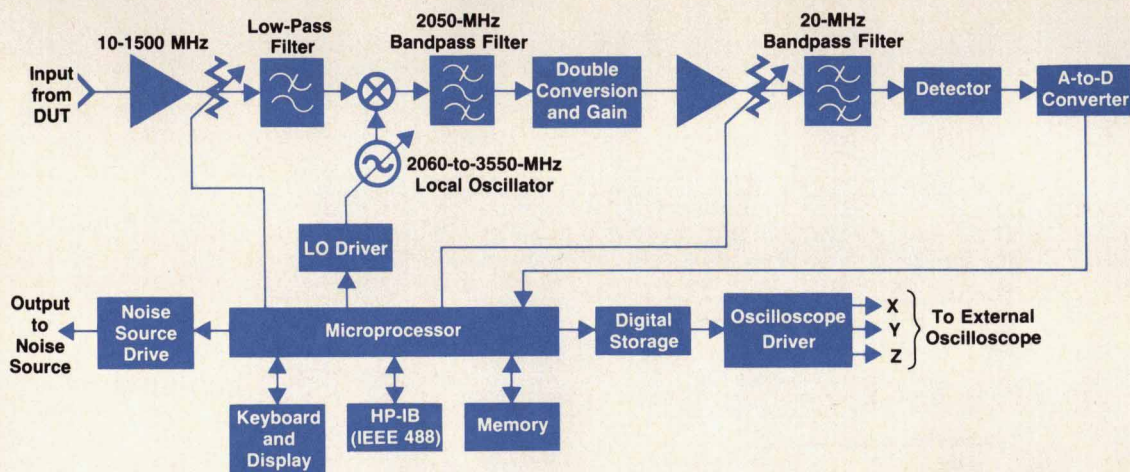 10-1500 MHz
Low-Pass
Filter
2050-MHz
Bandpass Filter
20-MHz
Bandpass Filter
Input
from
DUT
Double
Conversion
and Gain
Detector
A-to-D
Converter
2060-to-3550-MHz
Local Oscillator
LO Driver
Output
to
Noise
Source
Noise
Source
Drive
Microprocessor
Digital
Storage
Oscilloscope
Driver
X
Y
Z
To External
Oscilloscope
Keyboard
and
Display
HP-IB
(IEEE 488)
Memory